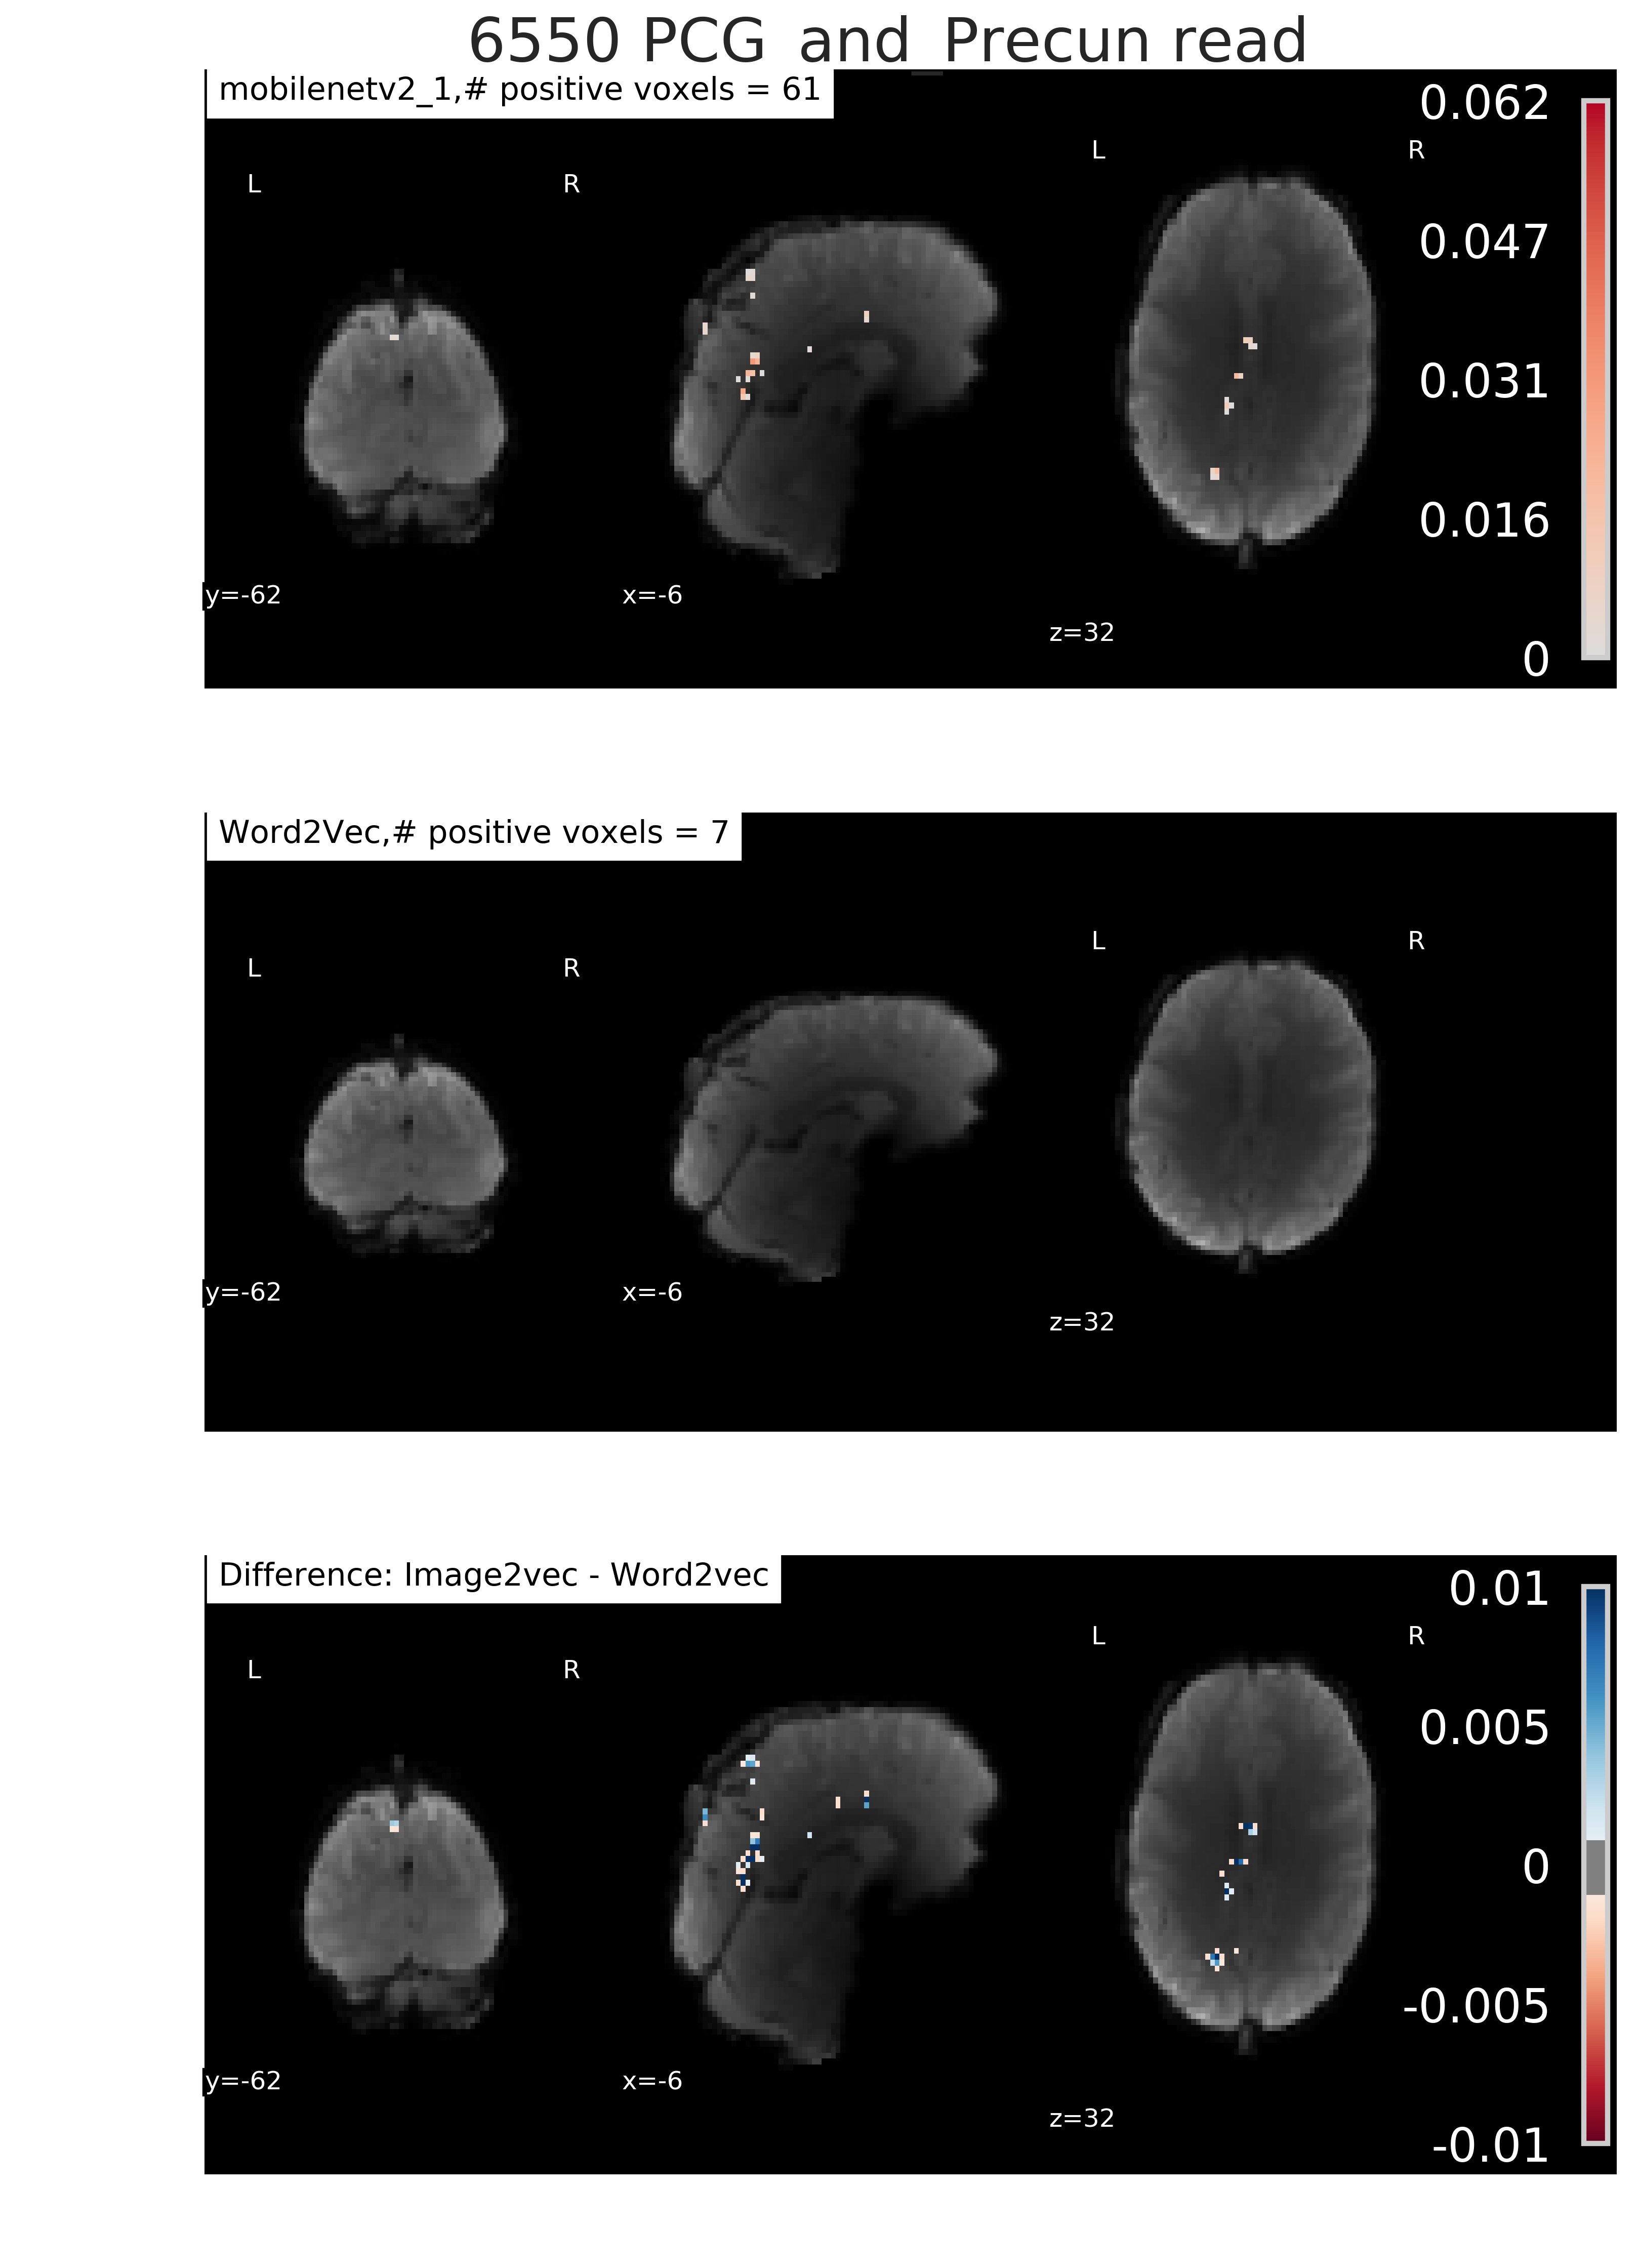 6550 PCG_and_Precun read
mobilenetv2_1,# positive voxels = 61
0.062
L R
L R
0.047
0.031
0.016
y=-62
x=-6
z=32
0
Word2Vec,# positive voxels = 7
L R
L R
y=-62
x=-6
z=32
Difference: Image2vec - Word2vec
0.01
L R
L R
0.005
0
-0.005
y=-62
x=-6
z=32
-0.01